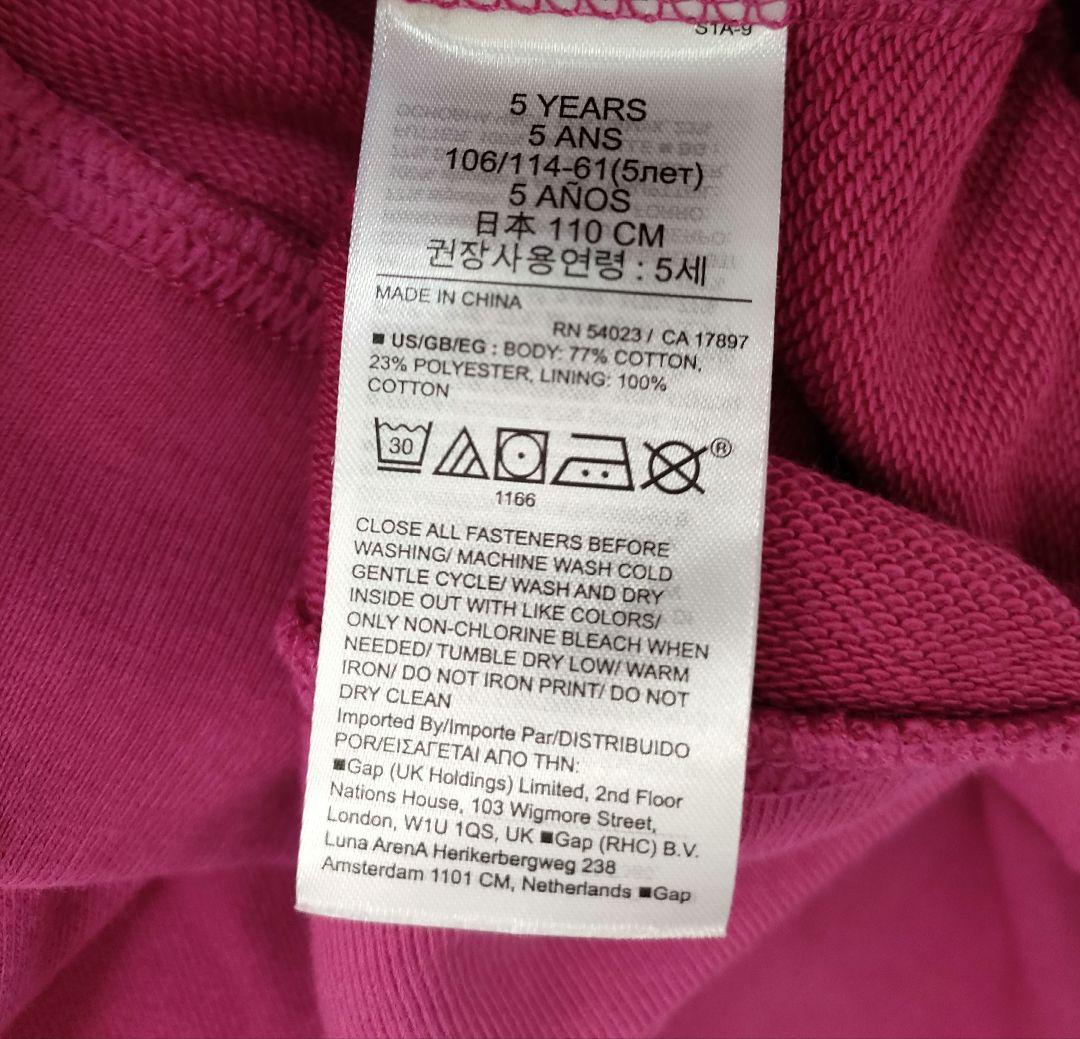 S1A-9
5 YEARS
5 ANS
106/114-61(5лет)
5 AÑOS
日本 110 CM
권장사용연령 : 5세
MADE IN CHINA
RN 54023 / CA 17897
■ US/GB/EG : BODY: 77% COTTON,
23% POLYESTER, LINING: 100%
COTTON
30
®
1166
CLOSE ALL FASTENERS BEFORE
WASHING/ MACHINE WASH COLD
GENTLE CYCLE/ WASH AND DRY
INSIDE OUT WITH LIKE COLORS/
ONLY NON-CHLORINE BLEACH WHEN
NEEDED/ TUMBLE DRY LOW/ WARM
IRON/ DO NOT IRON PRINT/ DO NOT
DRY CLEAN
Imported By/Importe Par/DISTRIBUIDO
POR/ΕΙΣΑΓΕΤΑΙ ΑΠΟ ΤΗΝ:
■Gap (UK Holdings) Limited, 2nd Floor
Nations House, 103 Wigmore Street,
London, W1U 1QS, UK ■Gap (RHC) B.V.
Luna ArenA Herikerbergweg 238
Amsterdam 1101 CM, Netherlands ■Gap